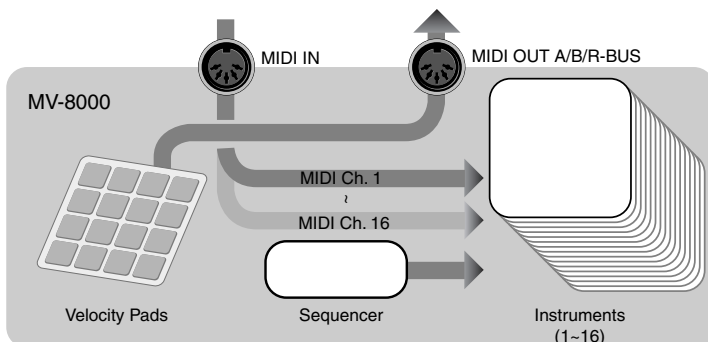 MIDI IN
MIDI OUT A/B/R-BUS
MV-8000
MIDI Ch. 1
~
MIDI Ch. 16
Velocity Pads
Sequencer
Instruments
(1~16)